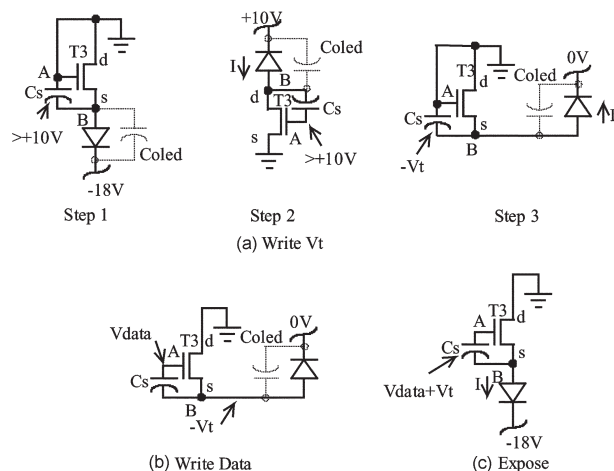 T3
d
A
Cs
s
B
>+10V
Coled
-18V
Step 1
+10V
Coled
I
B
d
T3
Cs
s
A
>+10V
Step 2
0V
T3
Coled
d
A
Cs
I
s
-Vt
B
Step 3
(a) Write Vt
Vdata
T3
d
Coled
0V
A
Cs
s
B
-Vt
(b) Write Data
T3
d
A
Cs
s
Vdata+Vt
B
I
-18V
(c) Expose